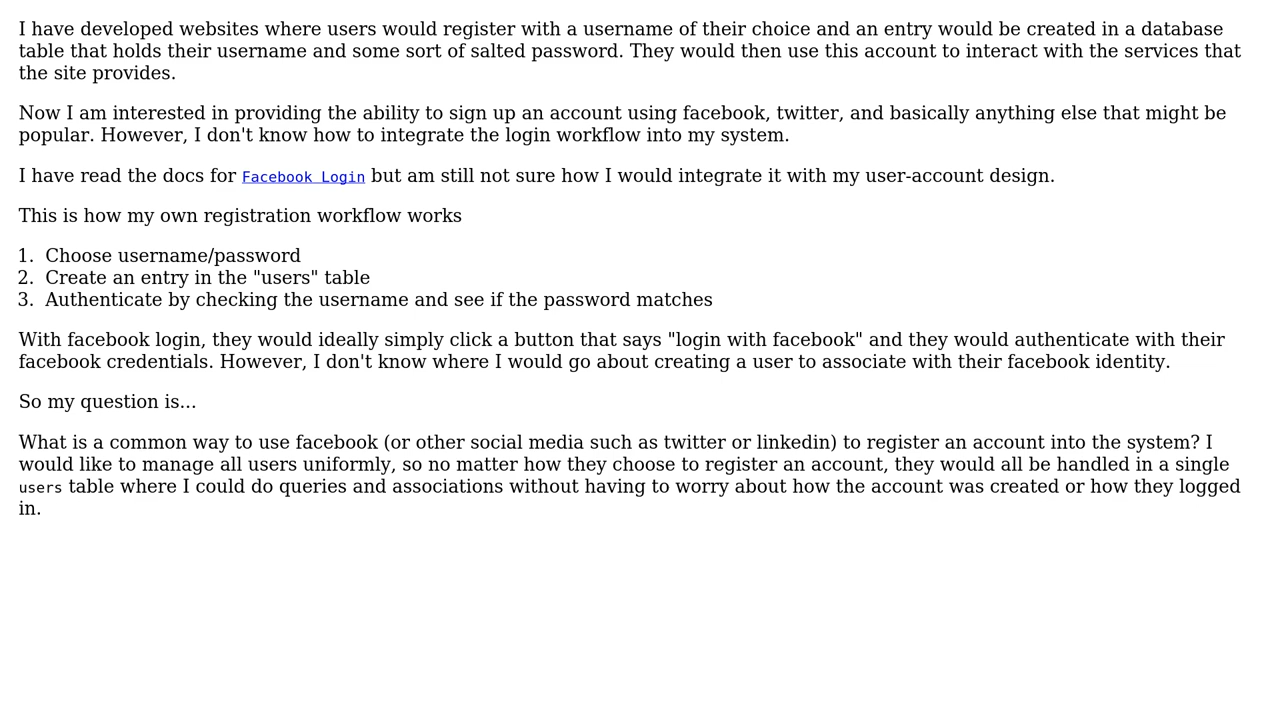 I have developed websites where users would register with a username of their choice and an entry would be created in a database
table that holds their username and some sort of salted password. They would then use this account to interact with the services that
the site provides.
Now I am interested in providing the ability to sign up an account using facebook, twitter, and basically anything else that might be
popular. However, I don't know how to integrate the login workflow into my system.
I have read the docs for Facebook Login but am still not sure how I would integrate it with my user-account design.
This is how my own registration workflow works
1. Choose username/password
2. Create an entry in the "users" table
3. Authenticate by checking the username and see if the password matches
With facebook login, they would ideally simply click a button that says "login with facebook" and they would authenticate with their
facebook credentials. However, I don't know where I would go about creating a user to associate with their facebook identity.
So my question is...
What is a common way to use facebook (or other social media such as twitter or linkedin) to register an account into the system? I
would like to manage all users uniformly, so no matter how they choose to register an account, they would all be handled in a single
users table where I could do queries and associations without having to worry about how the account was created or how they logged
in.